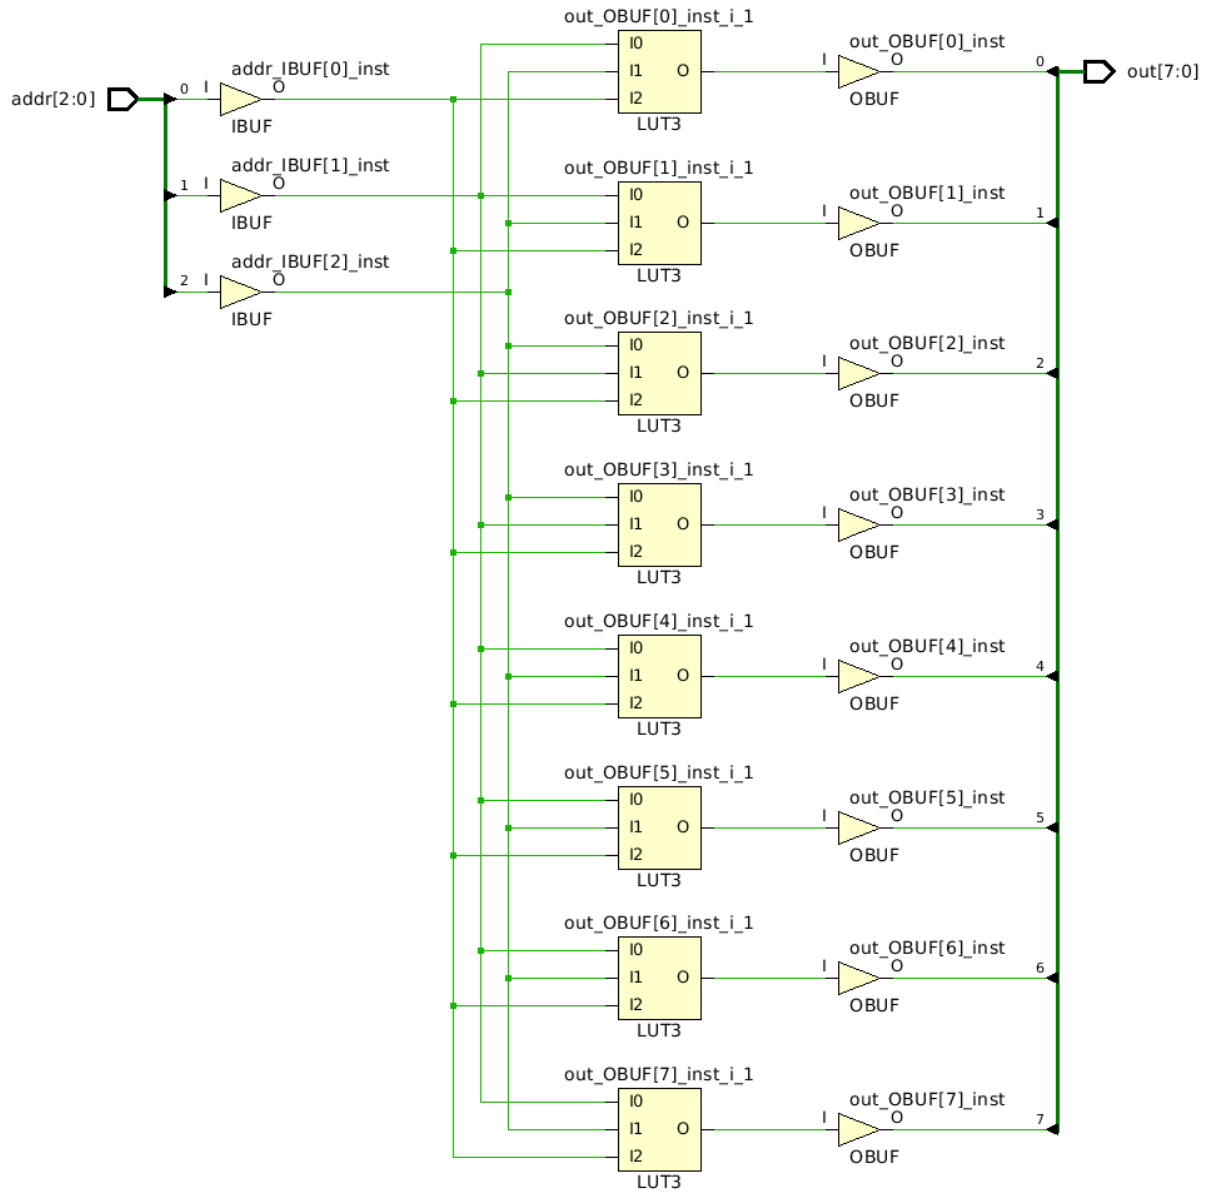 addr[2:0]
0
I
addr_IBUF[0]_inst
O
IBUF
1
I
addr_IBUF[1]_inst
O
IBUF
2
I
addr_IBUF[2]_inst
O
IBUF
out_OBUF[0]_inst_i_1
I0
I1
I2
O
LUT3
I
out_OBUF[0]_inst
O
OBUF
0
out[7:0]
out_OBUF[1]_inst_i_1
I0
I1
I2
O
LUT3
I
out_OBUF[1]_inst
O
OBUF
1
out_OBUF[2]_inst_i_1
I0
I1
I2
O
LUT3
I
out_OBUF[2]_inst
O
OBUF
2
out_OBUF[3]_inst_i_1
I0
I1
I2
O
LUT3
I
out_OBUF[3]_inst
O
OBUF
3
out_OBUF[4]_inst_i_1
I0
I1
I2
O
LUT3
I
out_OBUF[4]_inst
O
OBUF
4
out_OBUF[5]_inst_i_1
I0
I1
I2
O
LUT3
I
out_OBUF[5]_inst
O
OBUF
5
out_OBUF[6]_inst_i_1
I0
I1
I2
O
LUT3
I
out_OBUF[6]_inst
O
OBUF
6
out_OBUF[7]_inst_i_1
I0
I1
I2
O
LUT3
I
out_OBUF[7]_inst
O
OBUF
7